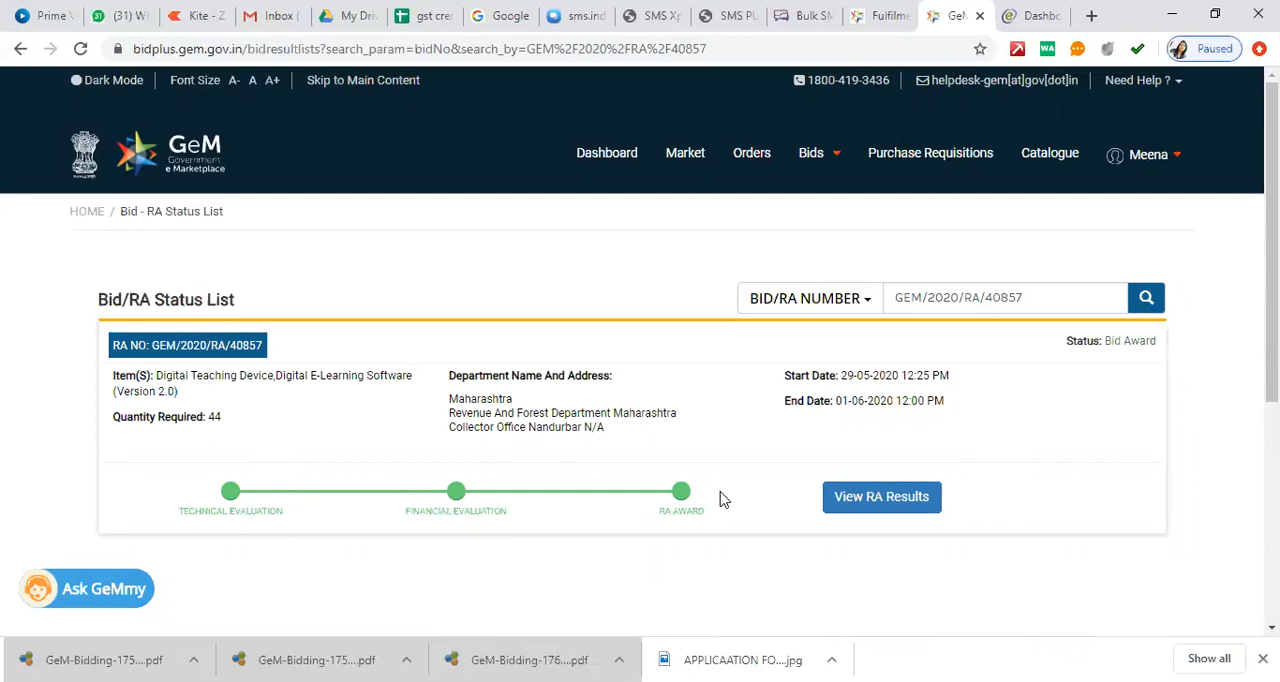 Prime V
(31) W
Kite - Z
Inbox (
My Dri
gst cre
Google
sms.ind
SMS Xp
SMS PU
Bulk SM
Fulfilme
GeM
Dashbo
bidplus.gem.gov.in/bidresultlists?search_param=bidNo&search_by=GEM%2F2020%2FRA%2F40857
WA
Paused
Dark Mode
Font Size A- A A+
Skip to Main Content
1800-419-3436
helpdesk-gem[at]gov[dot]in
Need Help ?
GeM
Government
e Marketplace
Dashboard
Market
Orders
Bids
Purchase Requisitions
Catalogue
Meena
HOME / Bid - RA Status List
Bid/RA Status List
BID/RA NUMBER
GEM/2020/RA/40857
RA NO: GEM/2020/RA/40857
Status: Bid Award
Item(S): Digital Teaching Device,Digital E-Learning Software
(Version 2.0)
Quantity Required: 44
Department Name And Address:
Maharashtra
Revenue And Forest Department Maharashtra
Collector Office Nandurbar N/A
Start Date: 29-05-2020 12:25 PM
End Date: 01-06-2020 12:00 PM
TECHNICAL EVALUATION
FINANCIAL EVALUATION
RA AWARD
View RA Results
Ask GeMmy
GeM-Bidding-175....pdf
GeM-Bidding-175....pdf
GeM-Bidding-176....pdf
APPLICAATION FO....jpg
Show all